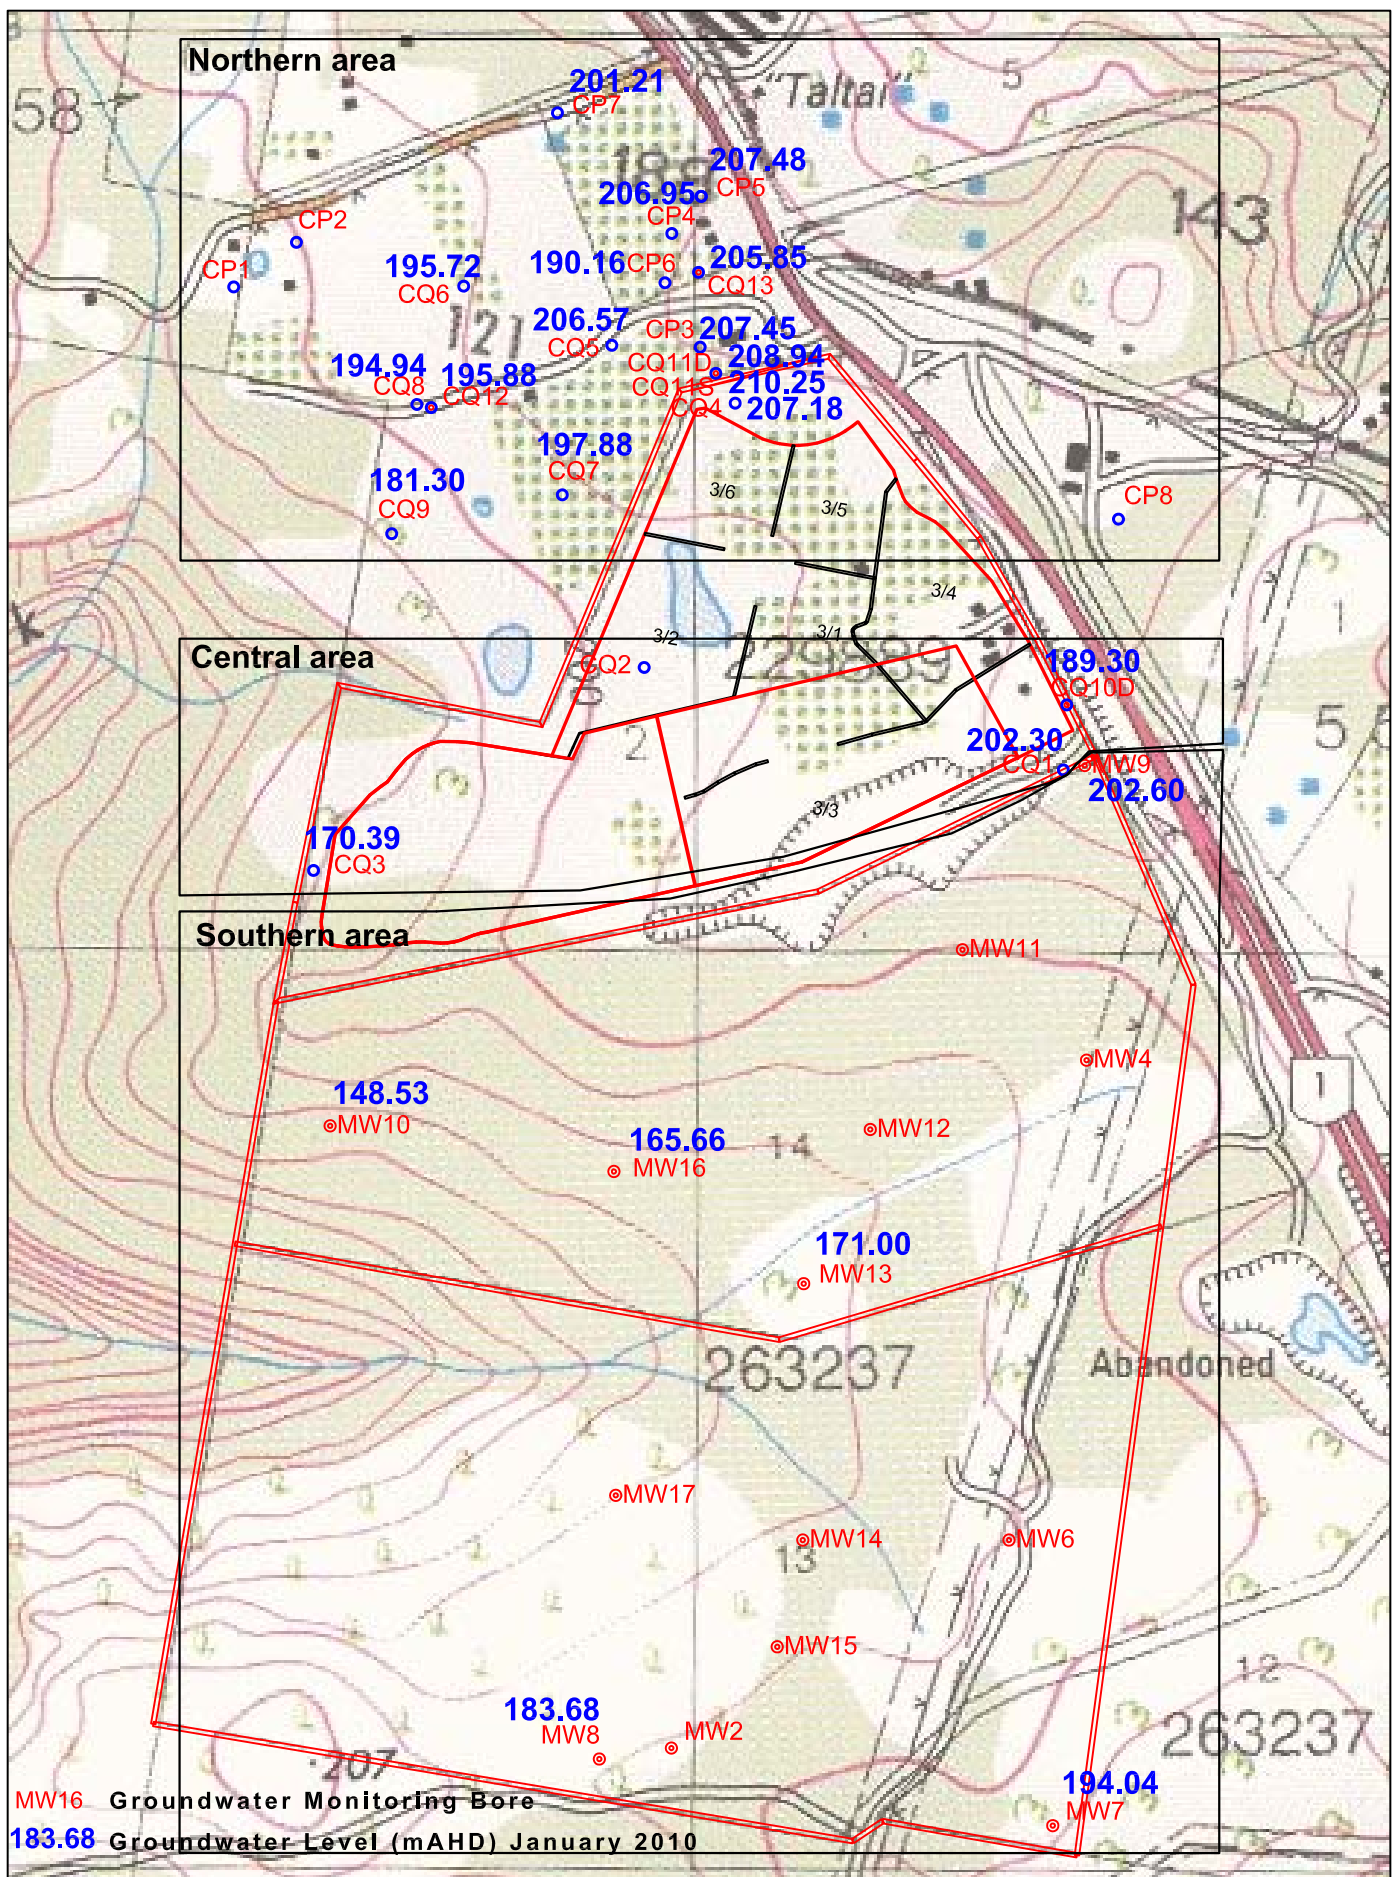 Northern area
201.21
CP7
"Taltar"
5
58
207.48
CP5
206.95
CP4
143
CP2
CP1
195.72
CQ6
190.16
CP6
205.85
CQ13
121
206.57
CQ5
CP3
207.45
CQ11D
208.94
194.94
CQ8
195.88
CQ12
CQ11S
210.25
CQ4
207.18
197.88
CQ7
181.30
CQ9
3/6
3/5
CP8
3/4
1
3/2
3/1
Central area
CQ2
189.30
CQ10D
2
202.30
CQ1
MW9
202.60
3/3
170.39
CQ3
Southern area
MW11
MW4
1
148.53
MW10
165.66
MW16
14
MW12
171.00
MW13
263237
Abandoned
MW17
MW14
13
MW6
MW15
12
263237
183.68
MW8
MW2
·207
194.04
MW7
MW16 Groundwater Monitoring Bore
183.68 Groundwater Level (mAHD) January 2010